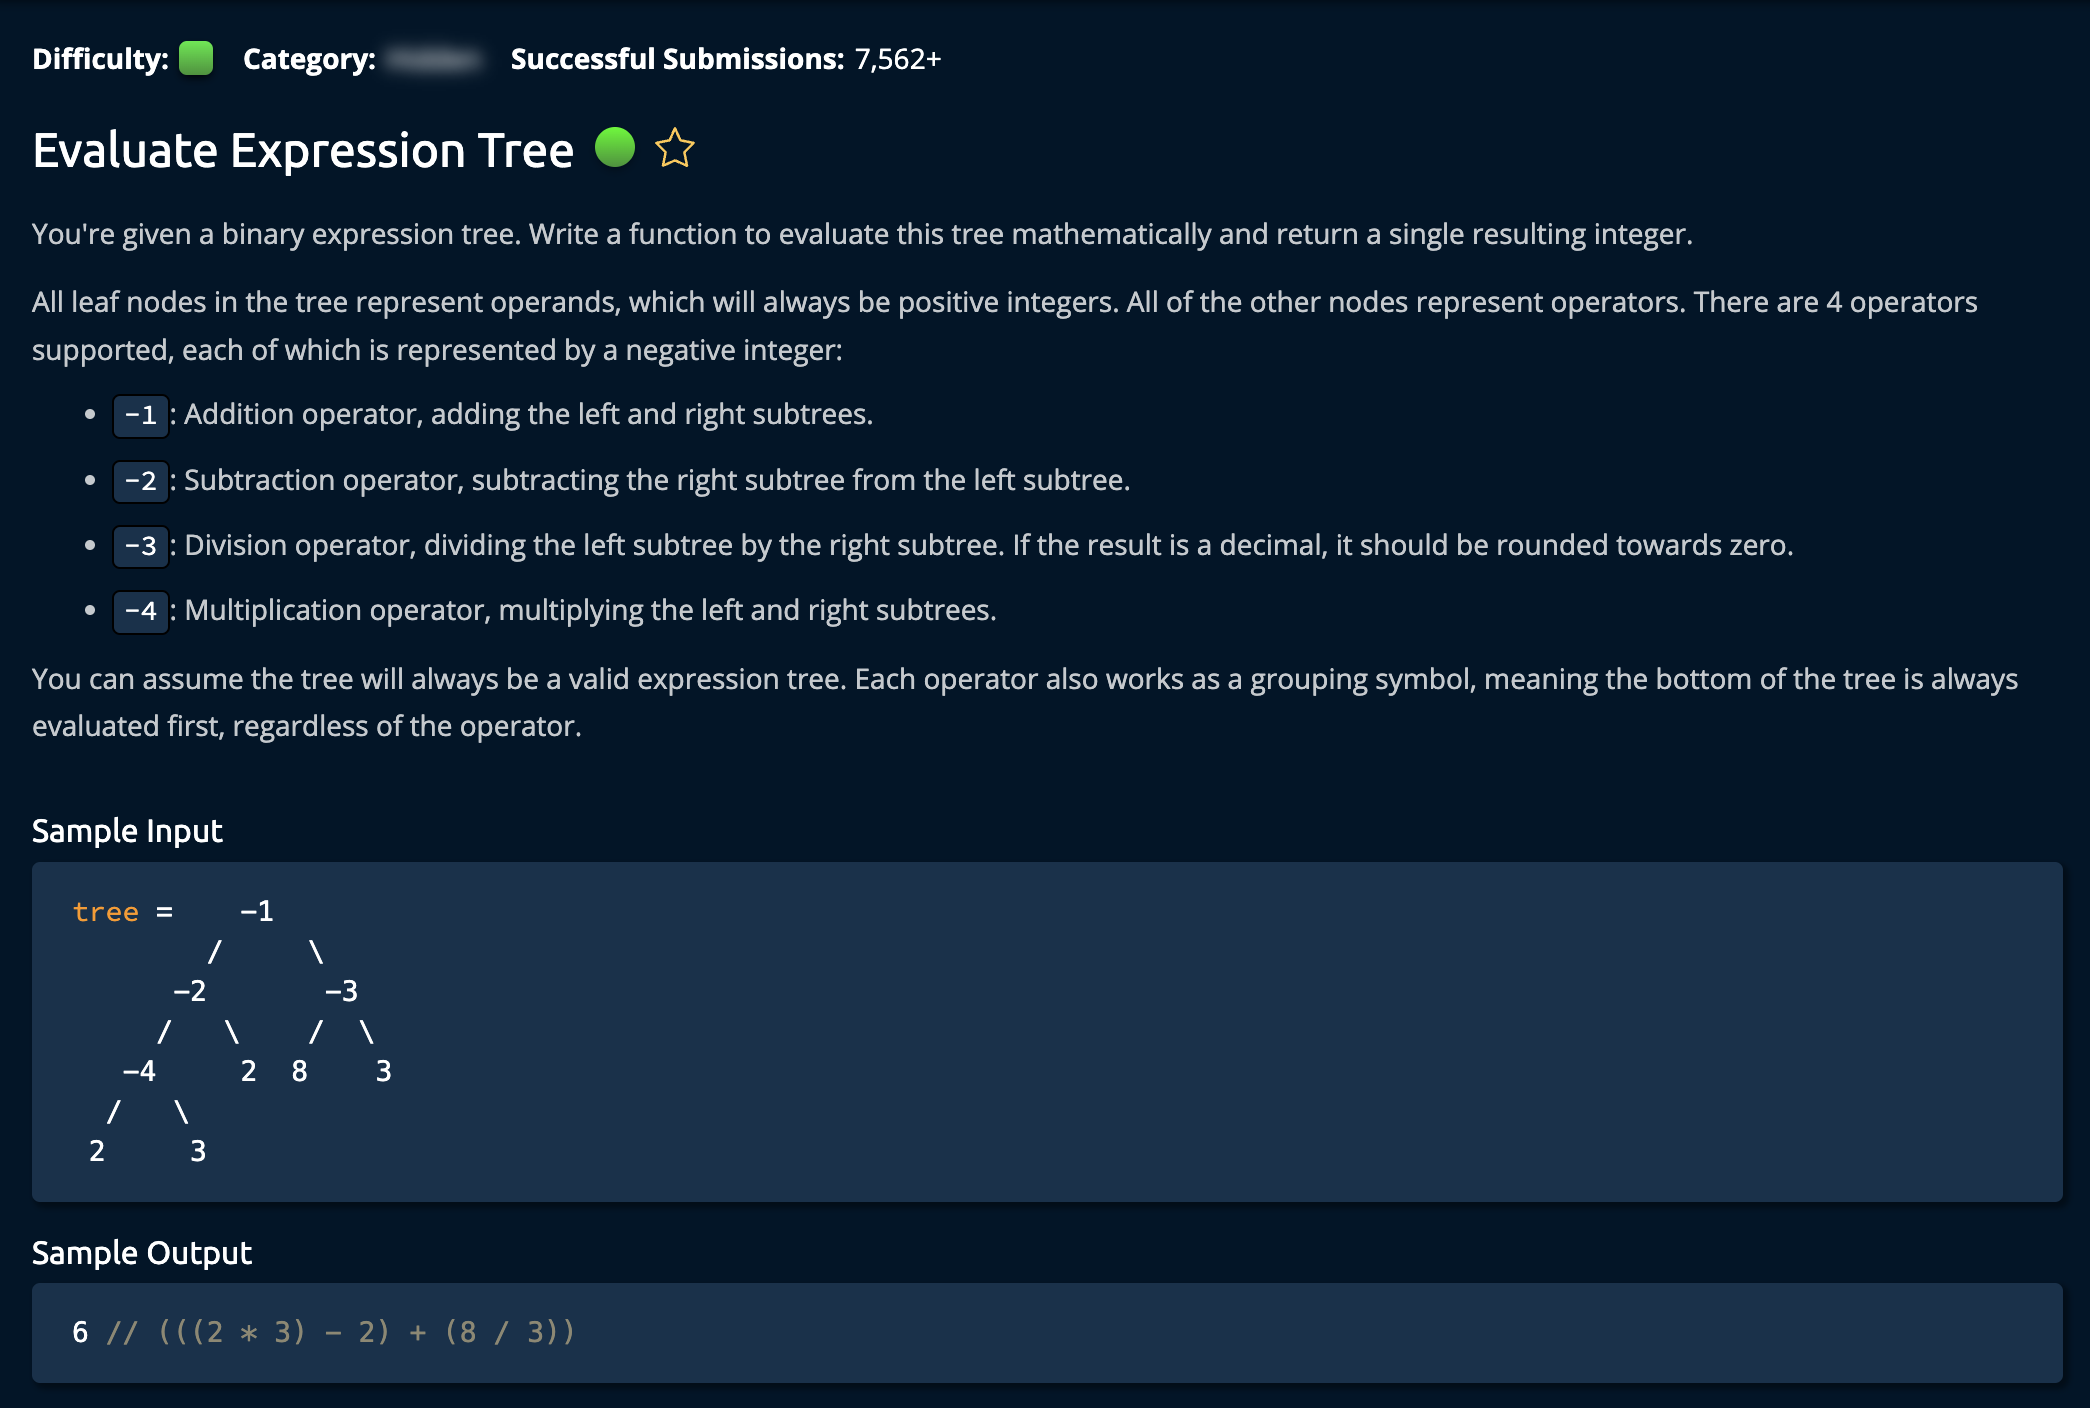 Difficulty: Category: Successful Submissions: 7,562+
Evaluate Expression Tree
You're given a binary expression tree. Write a function to evaluate this tree mathematically and return a single resulting integer.
All leaf nodes in the tree represent operands, which will always be positive integers. All of the other nodes represent operators. There are 4 operators
supported, each of which is represented by a negative integer:
• -1: Addition operator, adding the left and right subtrees.
• -2: Subtraction operator, subtracting the right subtree from the left subtree.
• -3: Division operator, dividing the left subtree by the right subtree. If the result is a decimal, it should be rounded towards zero.
• -4: Multiplication operator, multiplying the left and right subtrees.
You can assume the tree will always be a valid expression tree. Each operator also works as a grouping symbol, meaning the bottom of the tree is always
evaluated first, regardless of the operator.
Sample Input
tree =    -1
        /     \
      -2       -3
     /   \    /  \
   -4     2  8    3
  /   \
 2     3
Sample Output
6 // (((2 * 3) - 2) + (8 / 3))